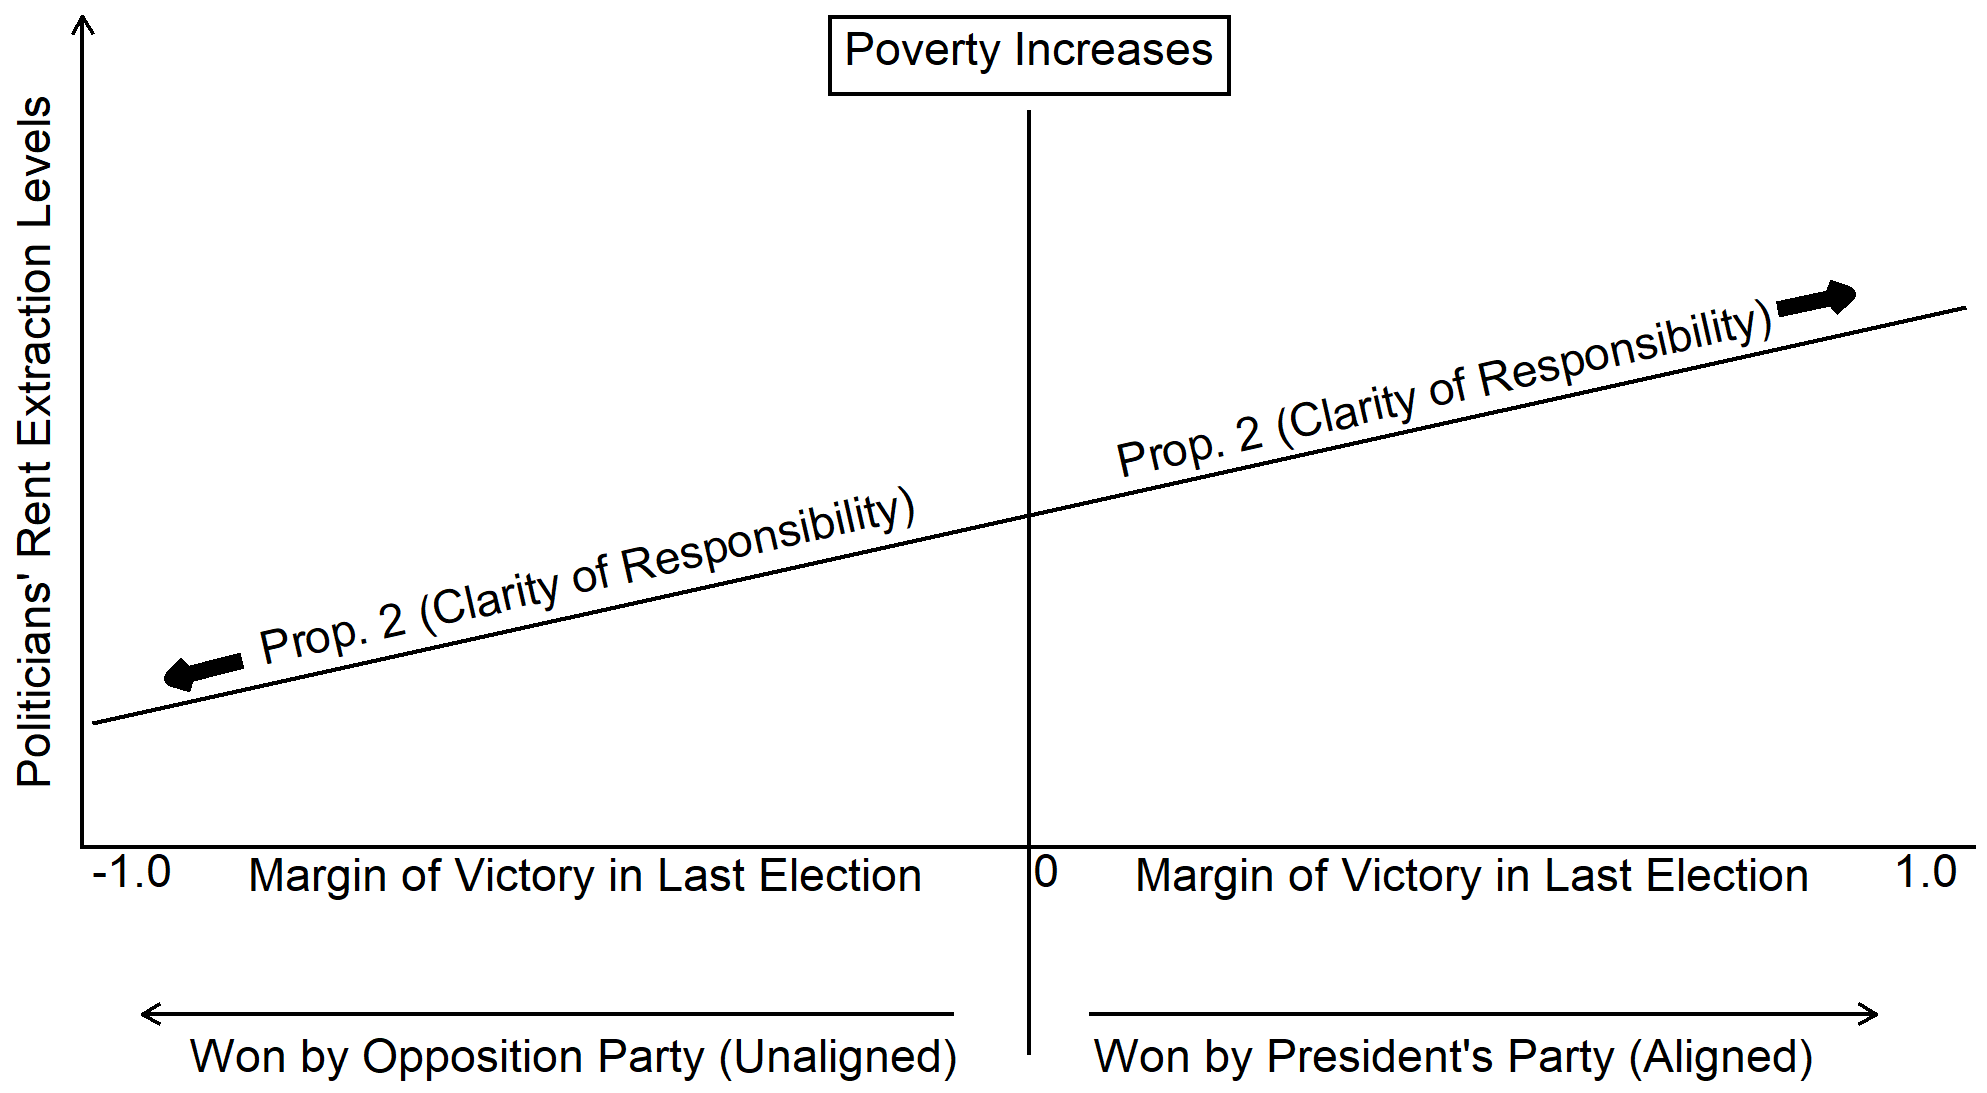 Poverty Increases
Politicians' Rent Extraction Levels
Prop. 2 (Clarity of Responsibility)
Prop. 2 (Clarity of Responsibility)
-1.0
Margin of Victory in Last Election
0
Margin of Victory in Last Election
1.0
Won by Opposition Party (Unaligned)
Won by President's Party (Aligned)